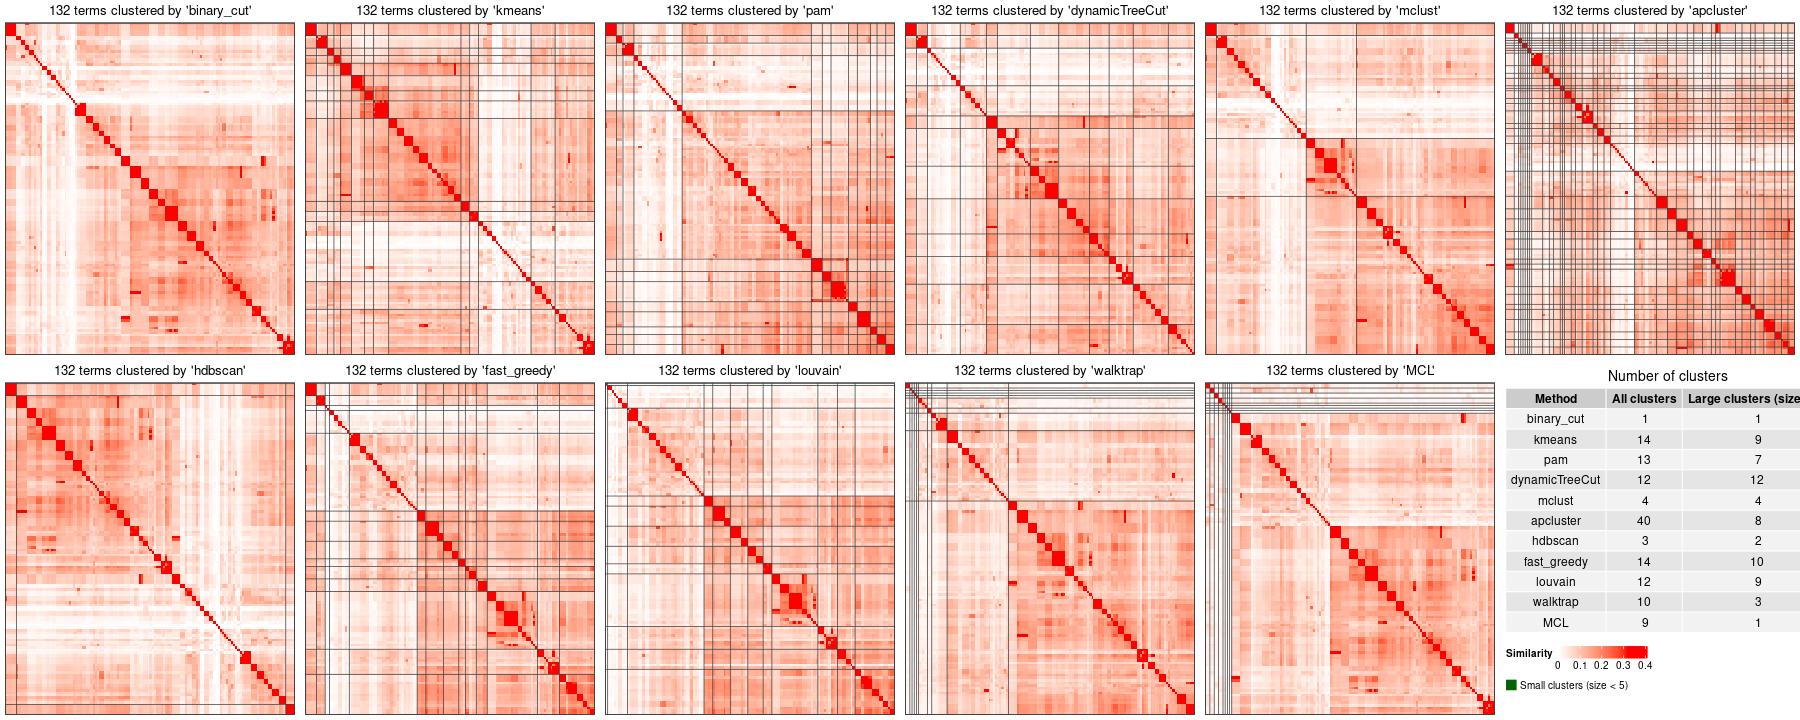 132 terms clustered by 'binary_cut'
132 terms clustered by 'kmeans'
132 terms clustered by 'pam'
132 terms clustered by 'dynamicTreeCut'
132 terms clustered by 'mclust'
132 terms clustered by 'apcluster'
132 terms clustered by 'hdbscan'
132 terms clustered by 'fast_greedy'
132 terms clustered by 'louvain'
132 terms clustered by 'walktrap'
132 terms clustered by 'MCL'
Number of clusters
Method All clusters Large clusters (size
binary_cut 1 1
kmeans 14 9
pam 13 7
dynamicTreeCut 12 12
mclust 4 4
apcluster 40 8
hdbscan 3 2
fast_greedy 14 10
louvain 12 9
walktrap 10 3
MCL 9 1
Similarity
0 0.1 0.2 0.3 0.4
Small clusters (size < 5)